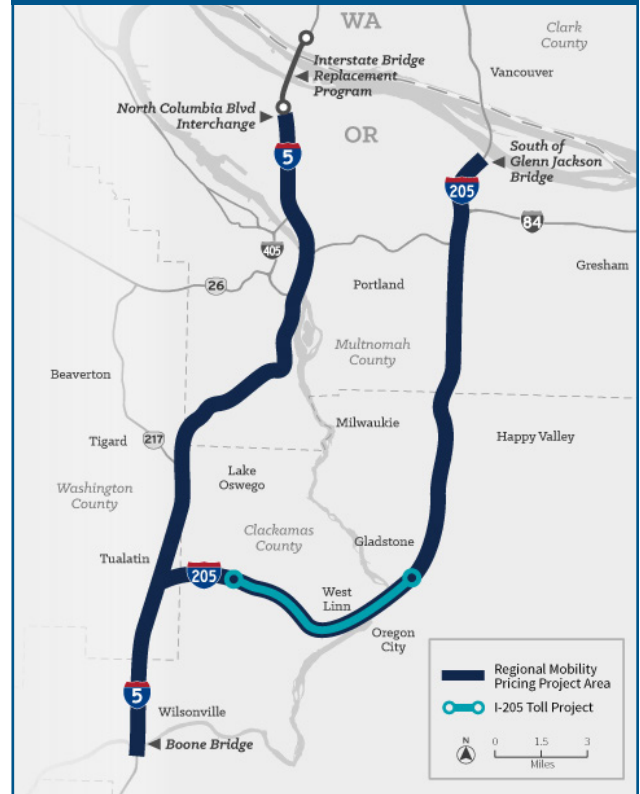 WA
Clark
County
Interstate Bridge
Replacement
Program
Vancouver
North Columbia Blvd
Interchange
OR
5
South of
Glenn Jackson
Bridge
205
84
405
Gresham
26
Portland
Multnomah
County
Beaverton
Milwaukie
217
Tigard
Happy Valley
Lake
Oswego
Washington
County
Clackamas
County
Gladstone
Tualatin
205
West
Linn
Oregon
City
5
Wilsonville
Boone Bridge
Regional Mobility
Pricing Project Area
I-205 Toll Project
N
0 1.5 3
Miles